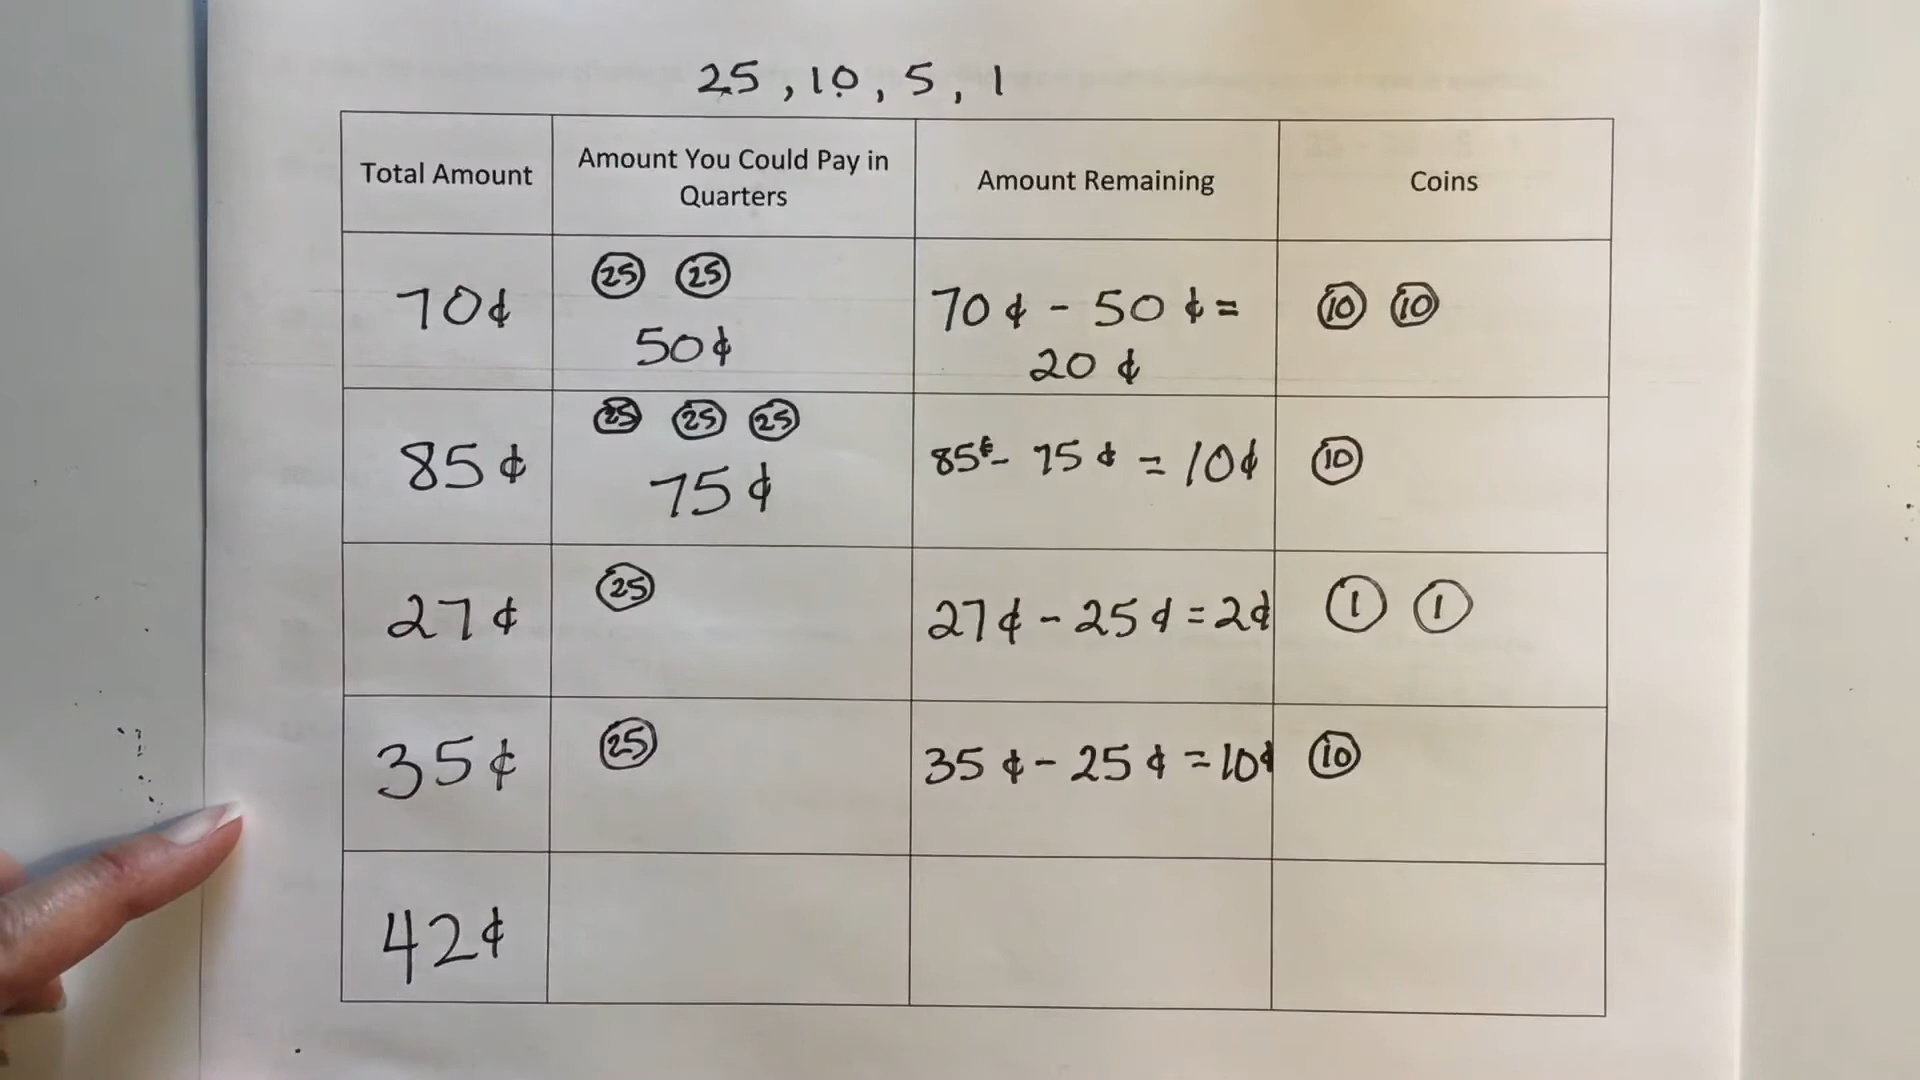 25, 10, 5, 1
Total Amount
Amount You Could Pay in
Quarters
Amount Remaining
Coins
70¢
25 25
50¢
70¢ - 50¢ =
20¢
10 10
85¢
25 25 25
75¢
85¢ - 75¢ = 10¢
10
27¢
25
27¢ - 25¢ = 2¢
1 1
35¢
25
35¢ - 25¢ = 10¢
10
42¢